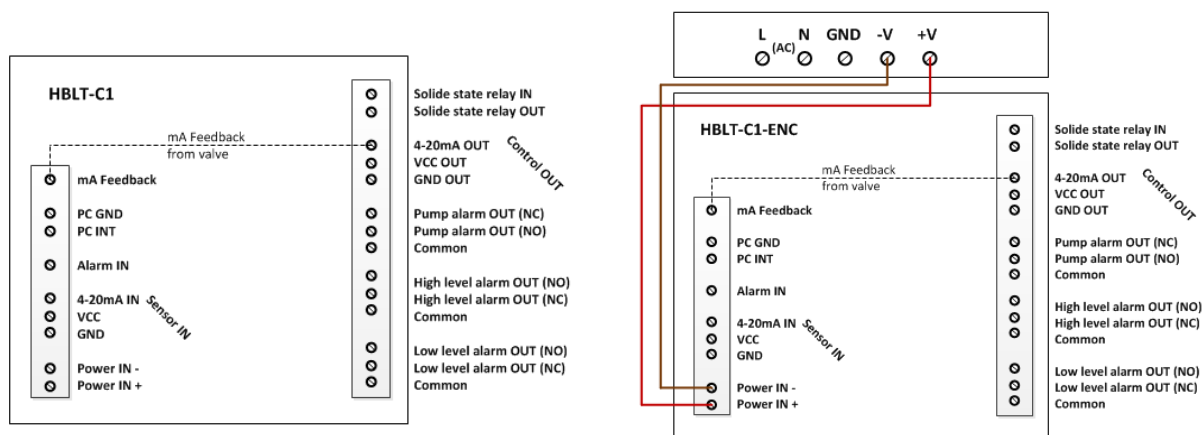 HBLT-C1
mA Feedback
from valve
mA Feedback
PC GND
PC INT
Alarm IN
4-20mA IN
VCC
GND
Sensor IN
Power IN -
Power IN +
Solide state relay IN
Solide state relay OUT
4-20mA OUT
VCC OUT
GND OUT
Control OUT
Pump alarm OUT (NC)
Pump alarm OUT (NO)
Common
High level alarm OUT (NO)
High level alarm OUT (NC)
Common
Low level alarm OUT (NO)
Low level alarm OUT (NC)
Common
L N GND -V +V
(AC)
HBLT-C1-ENC
mA Feedback
from valve
mA Feedback
PC GND
PC INT
Alarm IN
4-20mA IN
VCC
GND
Sensor IN
Power IN -
Power IN +
Solide state relay IN
Solide state relay OUT
4-20mA OUT
VCC OUT
GND OUT
Control OUT
Pump alarm OUT (NC)
Pump alarm OUT (NO)
Common
High level alarm OUT (NO)
High level alarm OUT (NC)
Common
Low level alarm OUT (NO)
Low level alarm OUT (NC)
Common